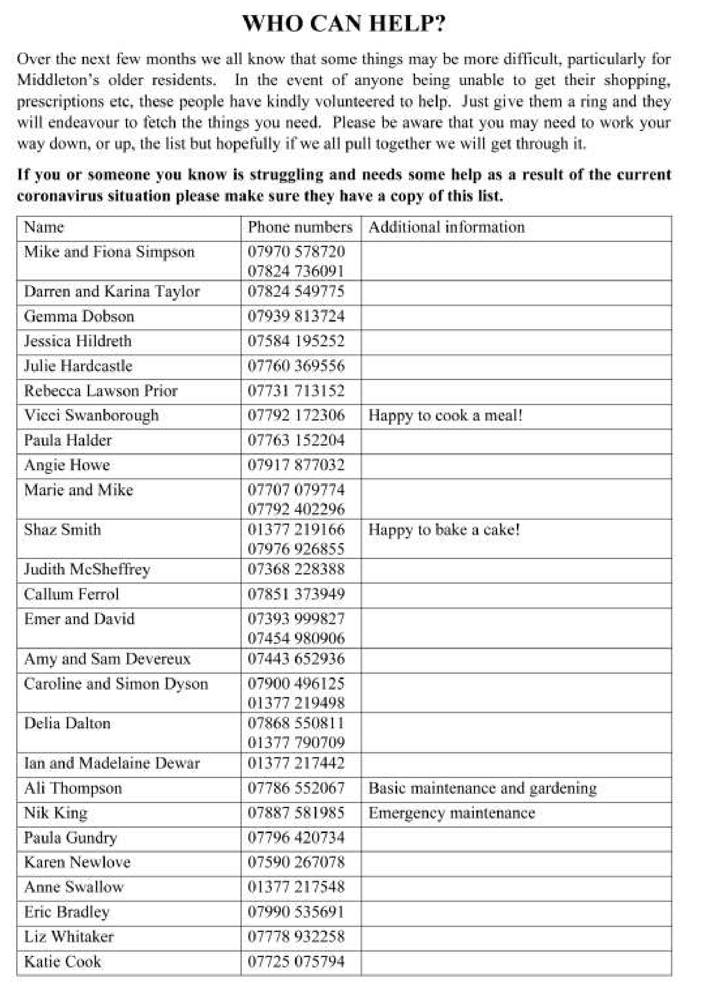 WHO CAN HELP?
Over the next few months we all know that some things may be more difficult, particularly for
Middleton's older residents. In the event of anyone being unable to get their shopping,
prescriptions etc, these people have kindly volunteered to help. Just give them a ring and they
will endeavour to fetch the things you need. Please be aware that you may need to work your
way down, or up, the list but hopefully if we all pull together we will get through it.
If you or someone you know is struggling and needs some help as a result of the current
coronavirus situation please make sure they have a copy of this list.
Name Phone numbers Additional information
Mike and Fiona Simpson 07970 578720
07824 736091
Darren and Karina Taylor 07824 549775
Gemma Dobson 07939 813724
Jessica Hildreth 07584 195252
Julie Hardcastle 07760 369556
Rebecca Lawson Prior 07731 713152
Vicci Swanborough 07792 172306 Happy to cook a meal!
Paula Halder 07763 152204
Angie Howe 07917 877032
Marie and Mike 07707 079774
07792 402296
Shaz Smith 01377 219166 Happy to bake a cake!
07976 926855
Judith McSheffrey 07368 228388
Callum Ferrol 07851 373949
Emer and David 07393 999827
07454 980906
Amy and Sam Devereux 07443 652936
Caroline and Simon Dyson 07900 496125
01377 219498
Delia Dalton 07868 550811
01377 790709
Ian and Madelaine Dewar 01377 217442
Ali Thompson 07786 552067 Basic maintenance and gardening
Nik King 07887 581985 Emergency maintenance
Paula Gundry 07796 420734
Karen Newlove 07590 267078
Anne Swallow 01377 217548
Eric Bradley 07990 535691
Liz Whitaker 07778 932258
Katie Cook 07725 075794